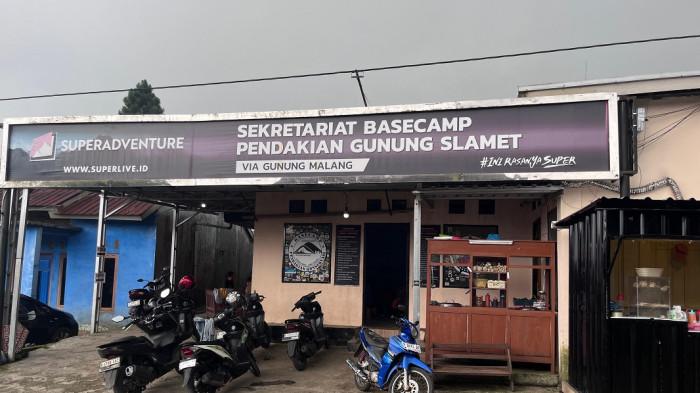 SUPERADVENTURE
WWW.SUPERLIVE.ID
SEKRETARIAT BASECAMP
PENDAKIAN GUNUNG SLAMET
VIA GUNUNG MALANG
#INI RASANYA SUPER